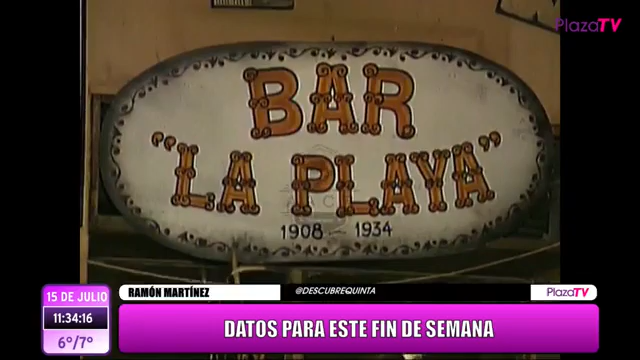 PlazaTV
BAR
"LA PLAYA"
1908 - 1934
15 DE JULIO
11:34:16
6°/7°
RAMÓN MARTÍNEZ
@DESCUBREQUINTA
PlazaTV
DATOS PARA ESTE FIN DE SEMANA